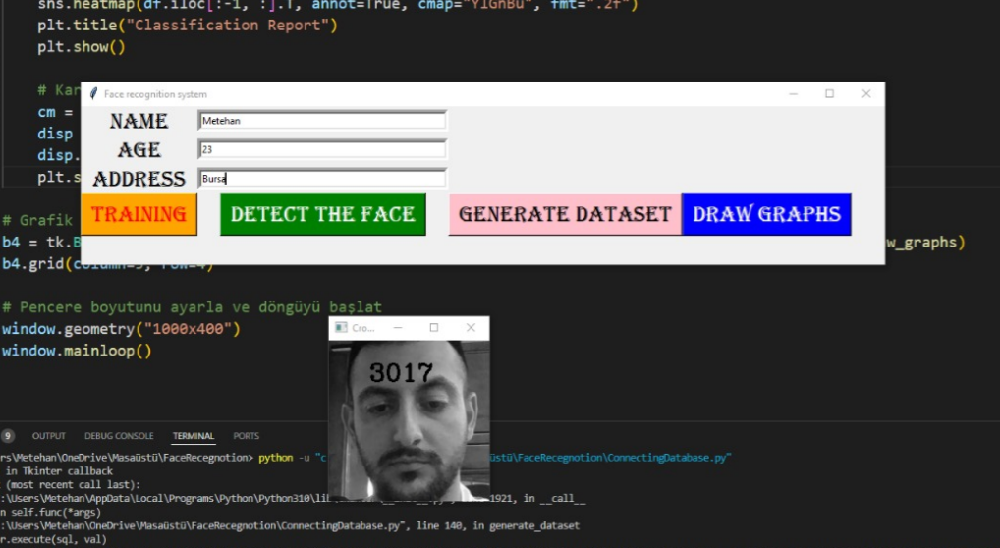 sns.heatmap(df.iloc[:-1, :].T, annot=True, cmap="YlGnBu", fmt=".2f")
plt.title("Classification Report")
plt.show()
# Kar
cm =
disp
disp.
plt.s
Face recognition system
NAME Metehan
AGE 23
ADDRESS Bursa
TRAINING DETECT THE FACE GENERATE DATASET DRAW GRAPHS
# Grafik
b4 = tk.B w_graphs)
b4.grid(column=3, row=4)
# Pencere boyutunu ayarla ve döngüyü başlat
window.geometry("1000x400")
window.mainloop()
Cro...
3017
9 OUTPUT DEBUG CONSOLE TERMINAL PORTS
rs\Metehan\OneDrive\Masaüstü\FaceRecegnotion> python -u "c üstü\FaceRecegnotion\ConnectingDatabase.py"
in Tkinter callback
(most recent call last):
:\Users\Metehan\AppData\Local\Programs\Python\Python310\li 1921, in __call__
n self.func(*args)
:\Users\Metehan\OneDrive\Masaüstü\FaceRecegnotion\ConnectingDatabase.py", line 140, in generate_dataset
r.execute(sql, val)